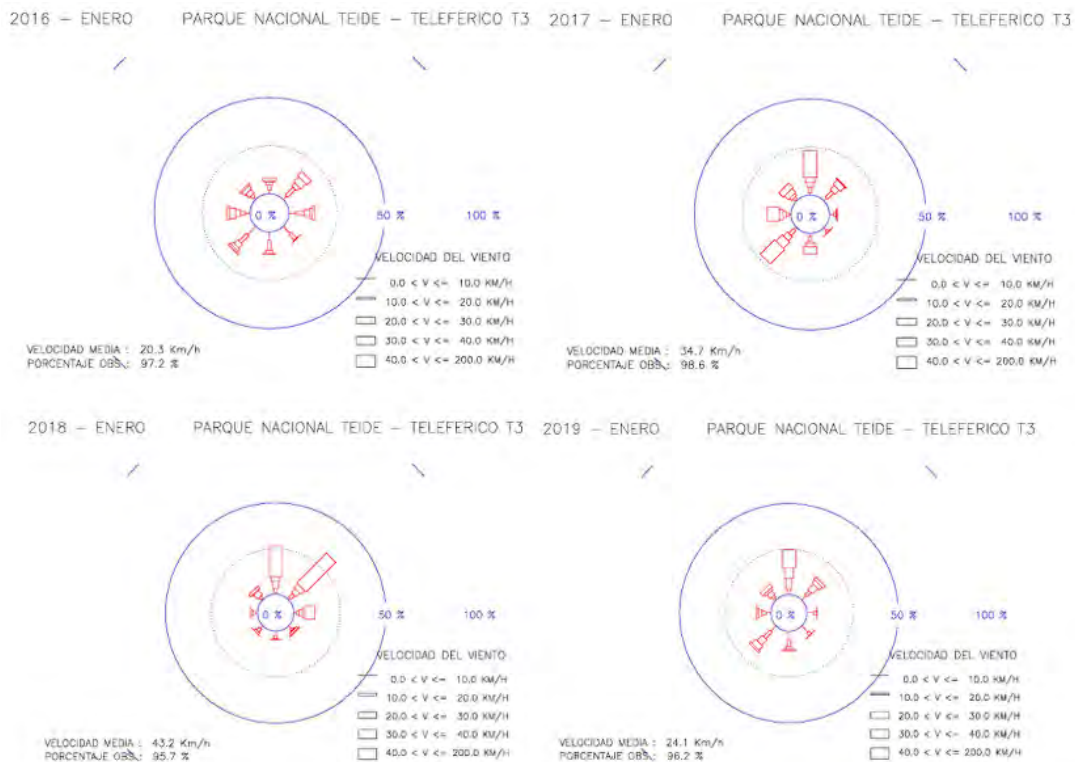 2016 - ENERO PARQUE NACIONAL TEIDE - TELEFERICO T3
0 % 50 % 100 %
VELOCIDAD DEL VIENTO
0.0 < V <= 10.0 KM/H
10.0 < V <= 20.0 KM/H
20.0 < V <= 30.0 KM/H
30.0 < V <= 40.0 KM/H
40.0 < V <= 200.0 KM/H
VELOCIDAD MEDIA : 20.3 Km/h
PORCENTAJE OBS.: 97.2 %
2017 - ENERO PARQUE NACIONAL TEIDE - TELEFERICO T3
0 % 50 % 100 %
VELOCIDAD DEL VIENTO
0.0 < V <= 10.0 KM/H
10.0 < V <= 20.0 KM/H
20.0 < V <= 30.0 KM/H
30.0 < V <= 40.0 KM/H
40.0 < V <= 200.0 KM/H
VELOCIDAD MEDIA : 34.7 Km/h
PORCENTAJE OBS.: 98.6 %
2018 - ENERO PARQUE NACIONAL TEIDE - TELEFERICO T3
0 % 50 % 100 %
VELOCIDAD DEL VIENTO
0.0 < V <= 10.0 KM/H
10.0 < V <= 20.0 KM/H
20.0 < V <= 30.0 KM/H
30.0 < V <= 40.0 KM/H
40.0 < V <= 200.0 KM/H
VELOCIDAD MEDIA : 43.2 Km/h
PORCENTAJE OBS.: 95.7 %
2019 - ENERO PARQUE NACIONAL TEIDE - TELEFERICO T3
0 % 50 % 100 %
VELOCIDAD DEL VIENTO
0.0 < V <= 10.0 KM/H
10.0 < V <= 20.0 KM/H
20.0 < V <= 30.0 KM/H
30.0 < V <= 40.0 KM/H
40.0 < V <= 200.0 KM/H
VELOCIDAD MEDIA : 24.1 Km/h
PORCENTAJE OBS.: 96.2 %